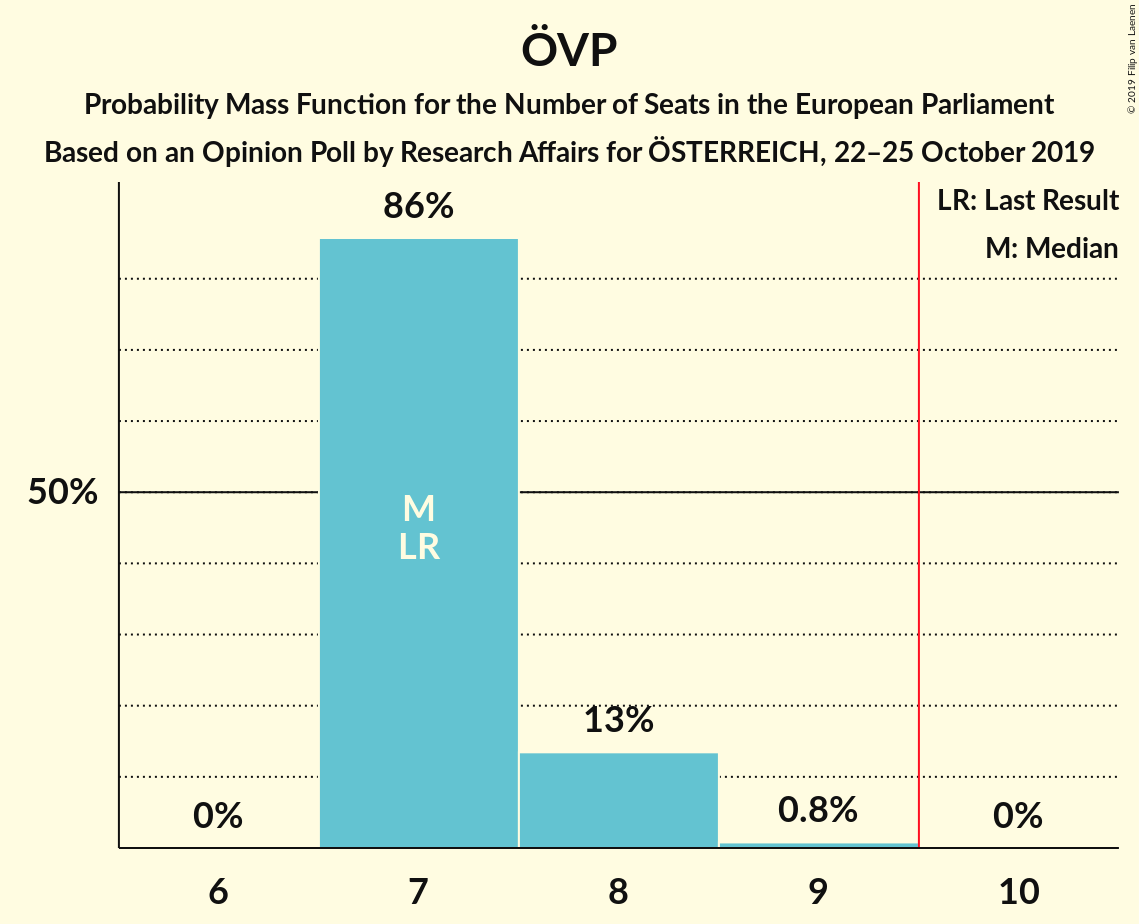 ÖVP
Probability Mass Function for the Number of Seats in the European Parliament
Based on an Opinion Poll by Research Affairs for ÖSTERREICH, 22–25 October 2019
© 2019 Filip van Laenen
LR: Last Result
M: Median
86%
50%
M
LR
13%
0%
0.8%
0%
6
7
8
9
10